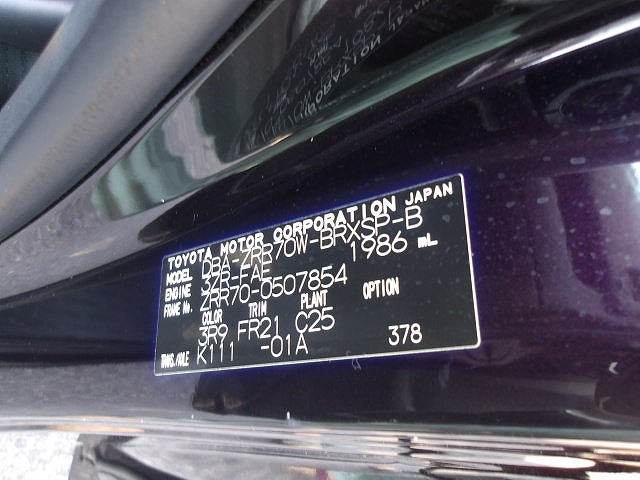 TOYOTA MOTOR CORPORATION JAPAN
MODEL DBA-ZRR70W-BRXSP-B
ENGINE 3ZR-FAE 1986 mL
FRAME No. ZRR70-0507854
COLOR TRIM PLANT OPTION
3R9 FR21 C25
TRANS./AXLE K111 -01A 378